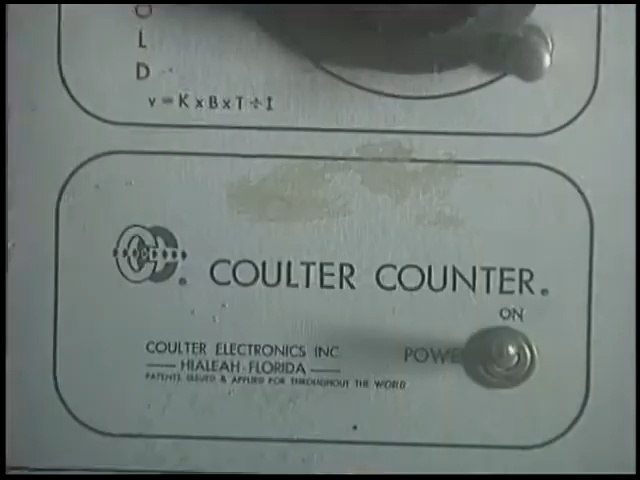 O
L
D
v = K x B x T ÷ I
COULTER COUNTER®
ON
POWE
COULTER ELECTRONICS INC
HIALEAH - FLORIDA
PATENTS ISSUED & APPLIED FOR THROUGHOUT THE WORLD